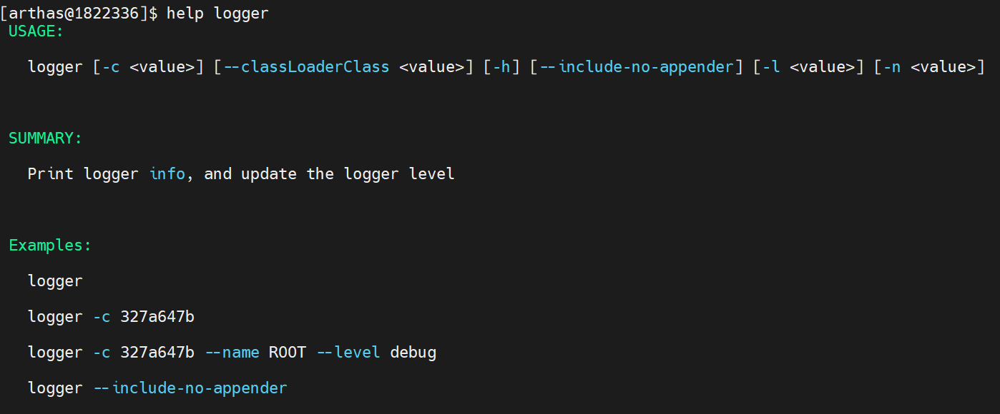 [arthas@1822336]$ help logger
USAGE:
logger [-c <value>] [--classLoaderClass <value>] [-h] [--include-no-appender] [-l <value>] [-n <value>]
SUMMARY:
Print logger info, and update the logger level
Examples:
logger
logger -c 327a647b
logger -c 327a647b --name ROOT --level debug
logger --include-no-appender